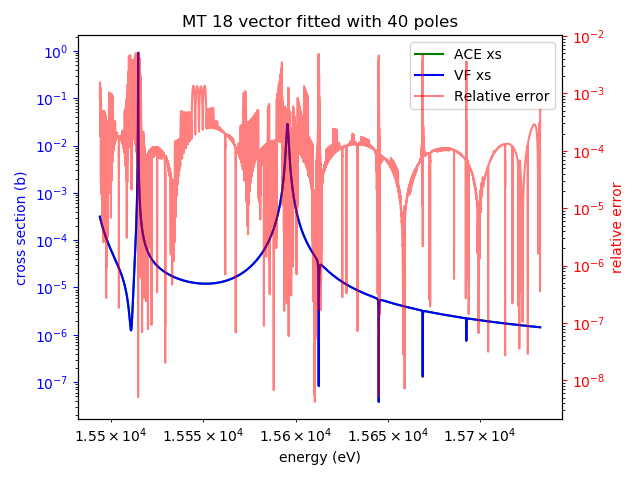 MT 18 vector fitted with 40 poles
ACE xs
VF xs
Relative error
10⁰
10⁻¹
10⁻²
10⁻³
10⁻⁴
10⁻⁵
10⁻⁶
10⁻⁷
cross section (b)
10⁻²
10⁻³
10⁻⁴
10⁻⁵
10⁻⁶
10⁻⁷
10⁻⁸
relative error
1.55 × 10⁴ 1.555 × 10⁴ 1.56 × 10⁴ 1.565 × 10⁴ 1.57 × 10⁴
energy (eV)